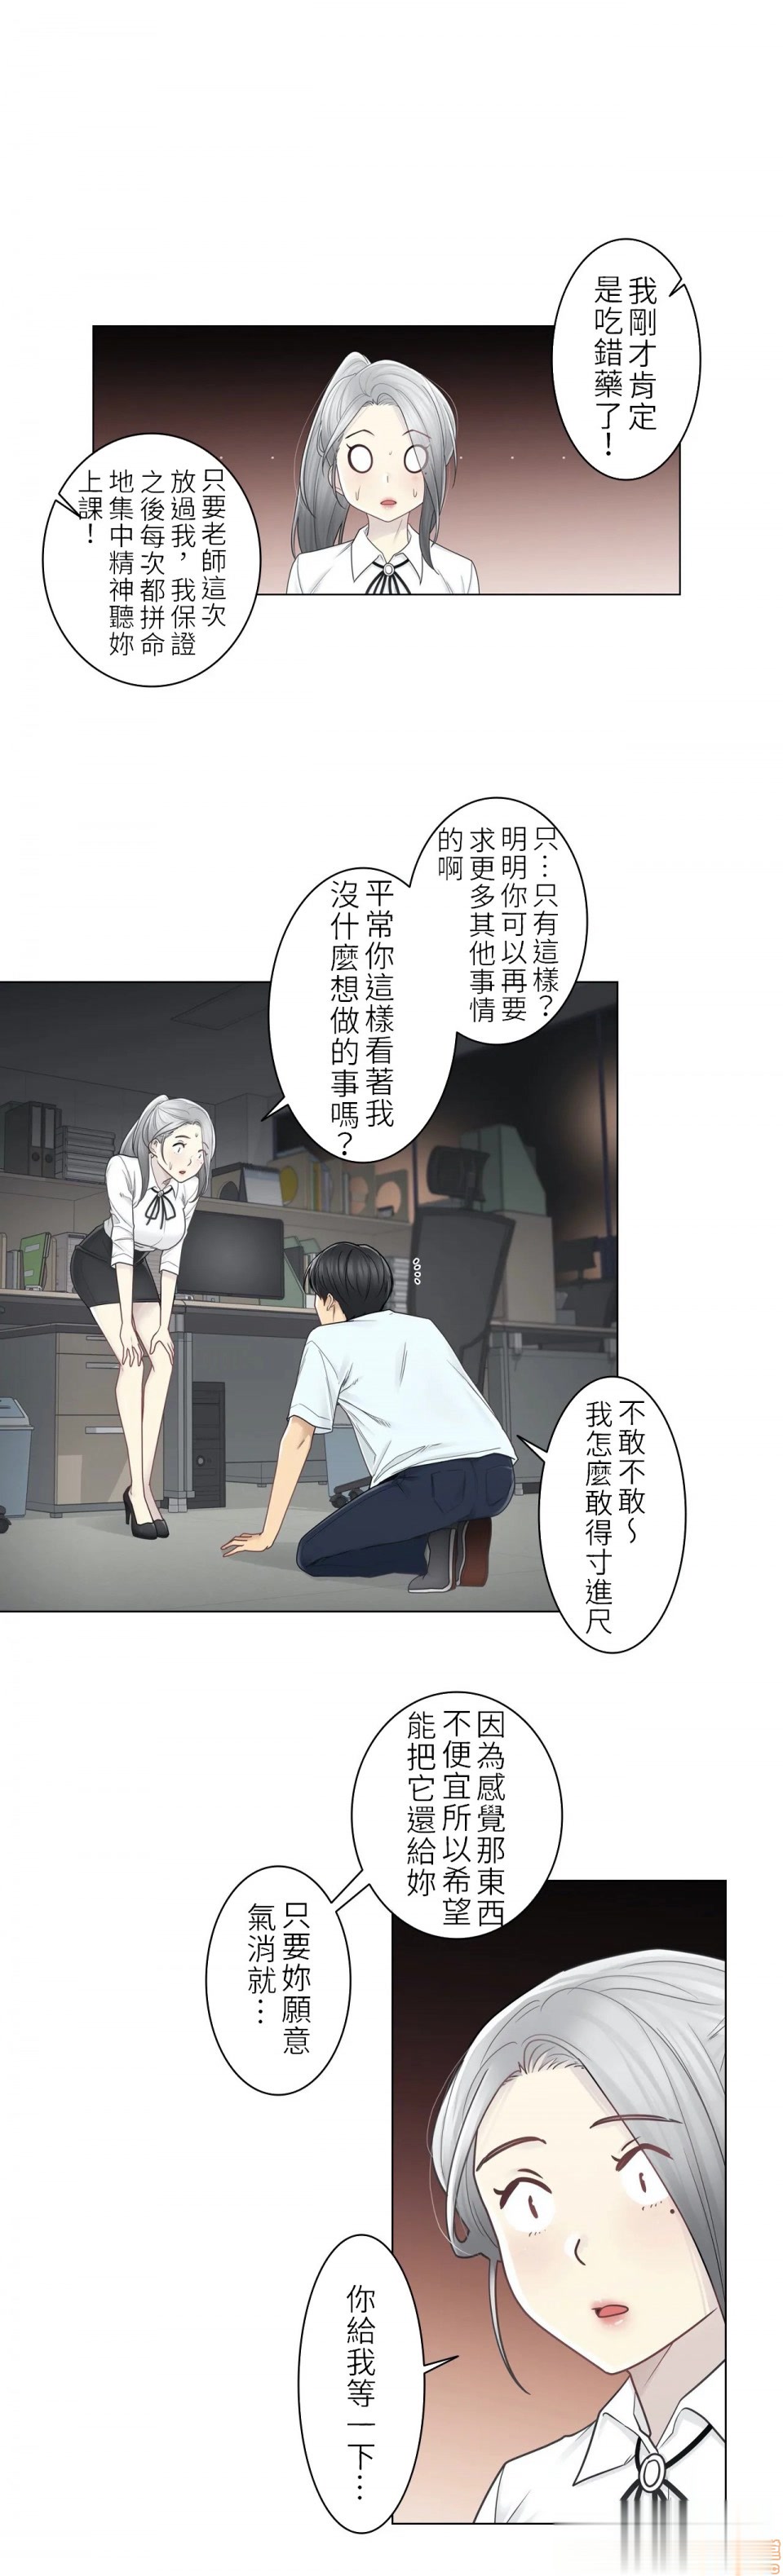 我剛才肯定
是吃錯藥了！
只要老師這次
放過我，我保證
之後每次都拼命
地集中精神聽妳
上課！
只⋯只有這樣？
明明你可以再要
求更多其他事情
的啊
平常你這樣看著我
沒什麼想做的事嗎？
不敢不敢～
我怎麼敢得寸進尺
因為感覺那東西
不便宜所以希望
能把它還給妳
只要妳願意
氣消就⋯
你給我等一下⋯